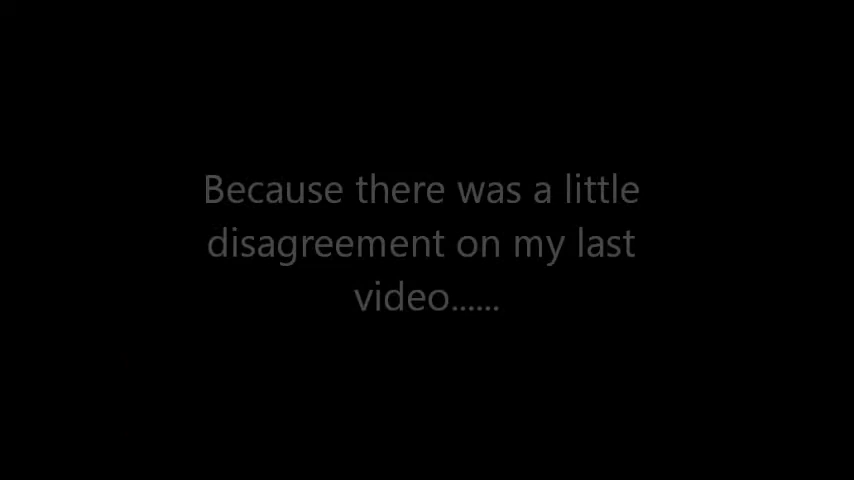 Because there was a little
disagreement on my last
video......